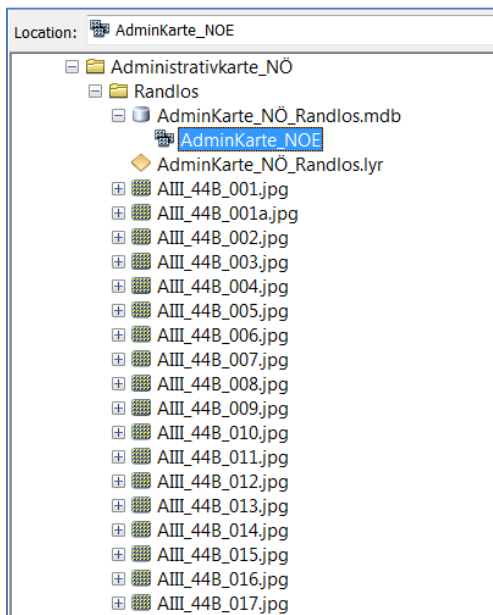 Location: AdminKarte_NOE
Administrativkarte_NÖ
Randlos
AdminKarte_NÖ_Randlos.mdb
AdminKarte_NOE
AdminKarte_NÖ_Randlos.lyr
AIII_44B_001.jpg
AIII_44B_001a.jpg
AIII_44B_002.jpg
AIII_44B_003.jpg
AIII_44B_004.jpg
AIII_44B_005.jpg
AIII_44B_006.jpg
AIII_44B_007.jpg
AIII_44B_008.jpg
AIII_44B_009.jpg
AIII_44B_010.jpg
AIII_44B_011.jpg
AIII_44B_012.jpg
AIII_44B_013.jpg
AIII_44B_014.jpg
AIII_44B_015.jpg
AIII_44B_016.jpg
AIII_44B_017.jpg